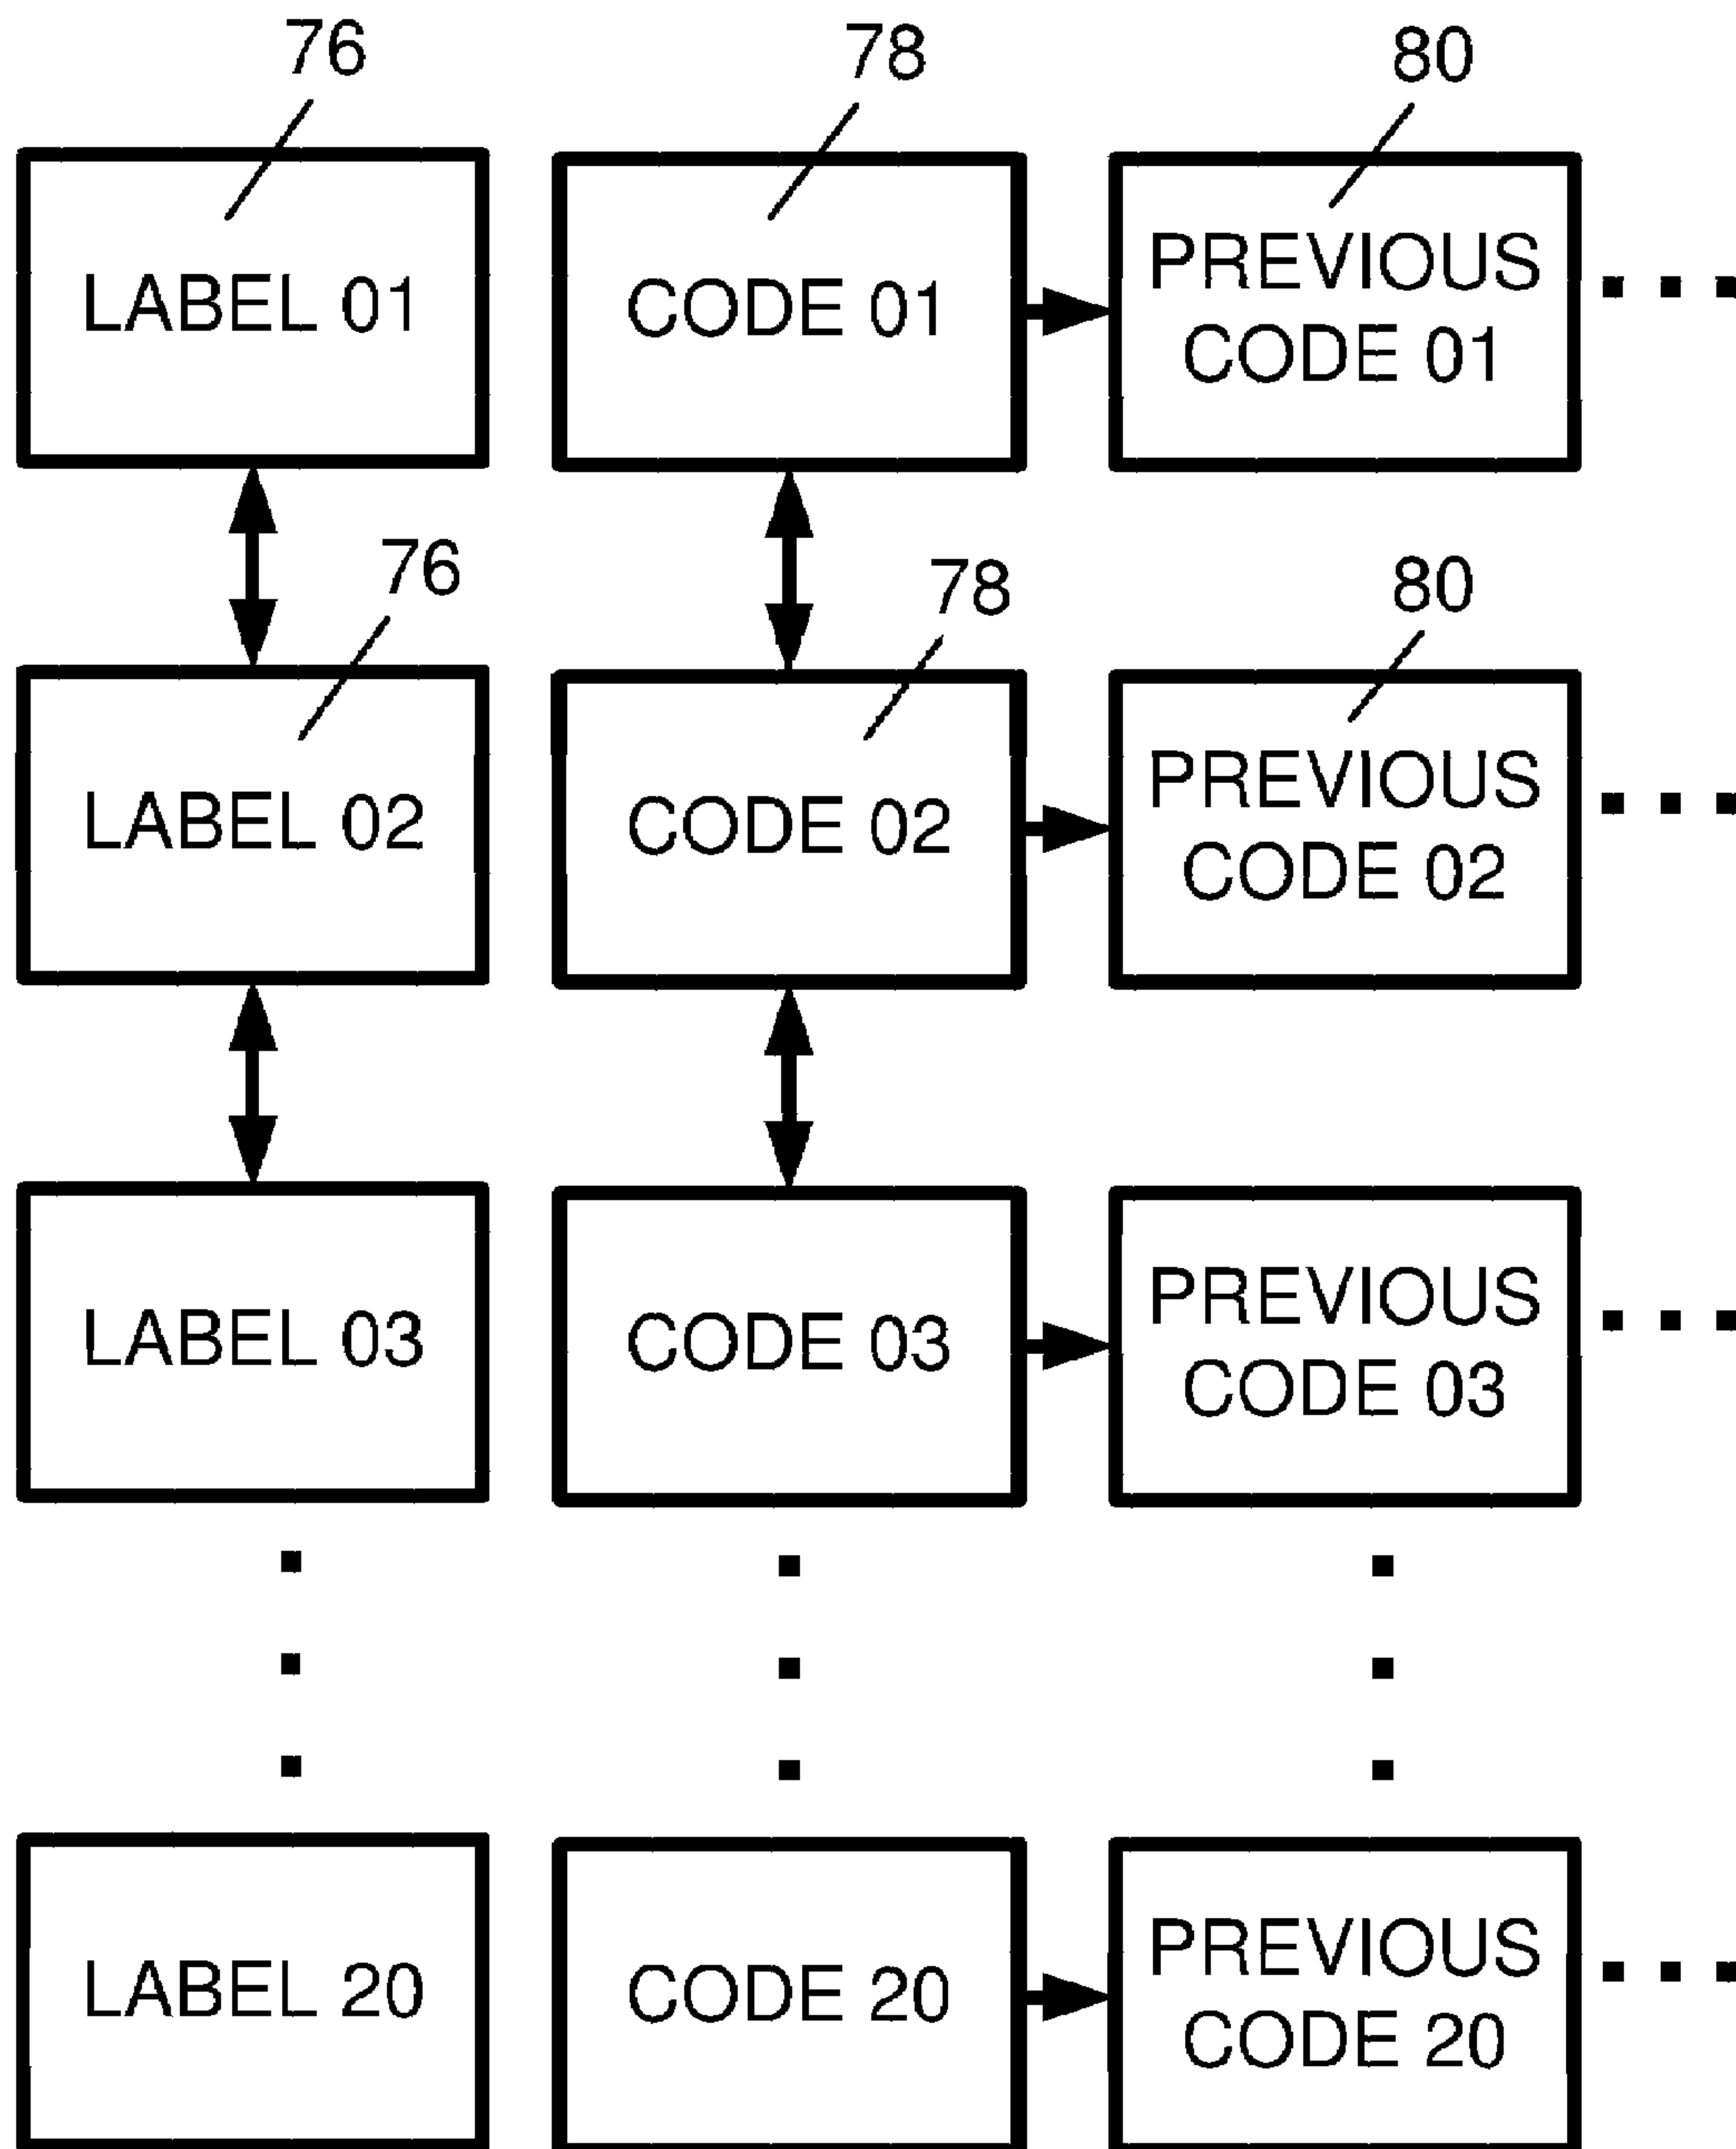 76
78
80
LABEL 01
CODE 01
PREVIOUS
CODE 01
76
78
80
LABEL 02
CODE 02
PREVIOUS
CODE 02
LABEL 03
CODE 03
PREVIOUS
CODE 03
LABEL 20
CODE 20
PREVIOUS
CODE 20